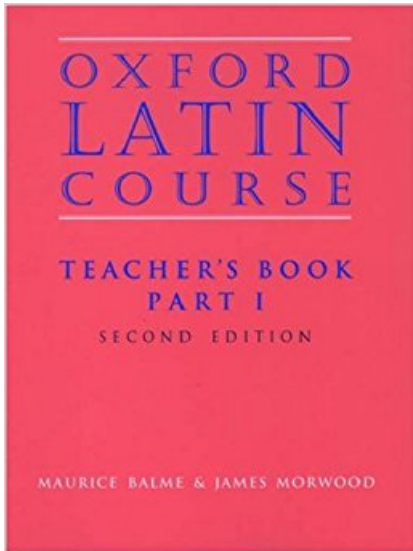 OXFORD
LATIN
COURSE
TEACHER'S BOOK
PART I
SECOND EDITION
MAURICE BALME & JAMES MORWOOD